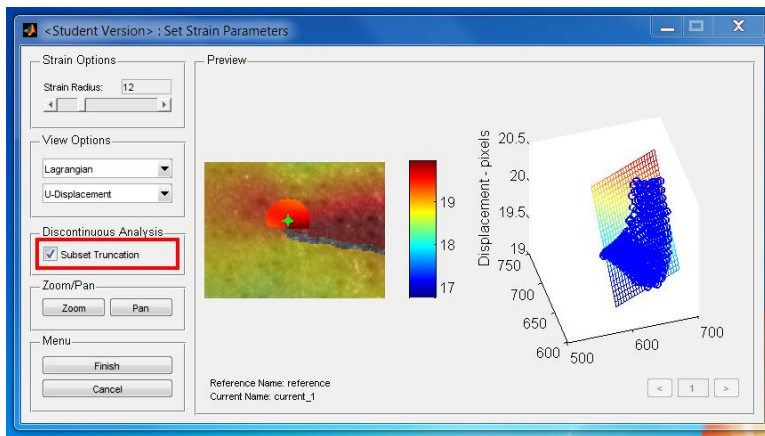 <Student Version> : Set Strain Parameters
Strain Options
Strain Radius: 12
View Options
Lagrangian
U-Displacement
Discontinuous Analysis
Subset Truncation
Zoom/Pan
Zoom Pan
Menu
Finish
Cancel
Preview
19
18
17
Displacement - pixels
20.5
20
19.5
19
750
700
650
600
500
600
700
Reference Name: reference
Current Name: current_1
< 1 >